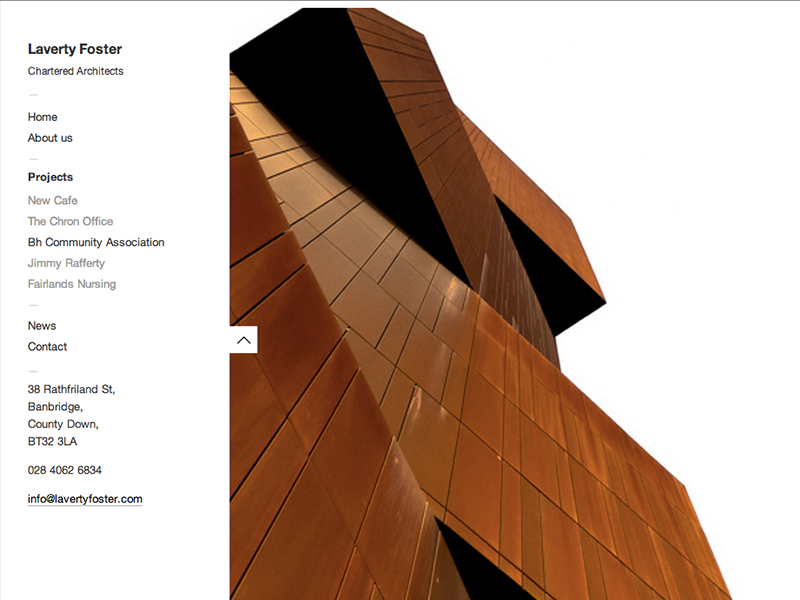 Laverty Foster
Chartered Architects
—
Home
About us
—
Projects
New Cafe
The Chron Office
Bh Community Association
Jimmy Rafferty
Fairlands Nursing
—
News
Contact
—
38 Rathfriland St,
Banbridge,
County Down,
BT32 3LA
028 4062 6834
info@lavertyfoster.com